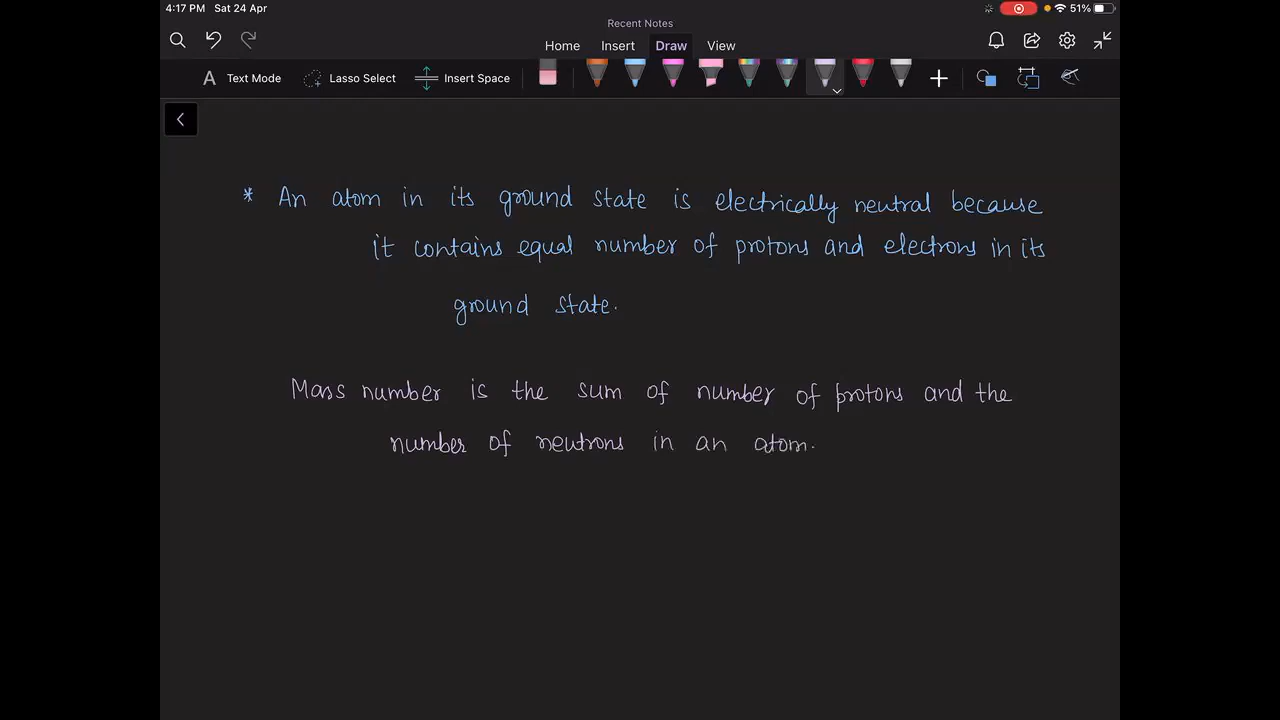 4:17 PM Sat 24 Apr
51%
Recent Notes
Home Insert Draw View
A Text Mode Lasso Select Insert Space
* An atom in its ground state is electrically neutral because
it contains equal number of protons and electrons in its
ground state.
Mass number is the sum of number of protons and the
number of neutrons in an atom.